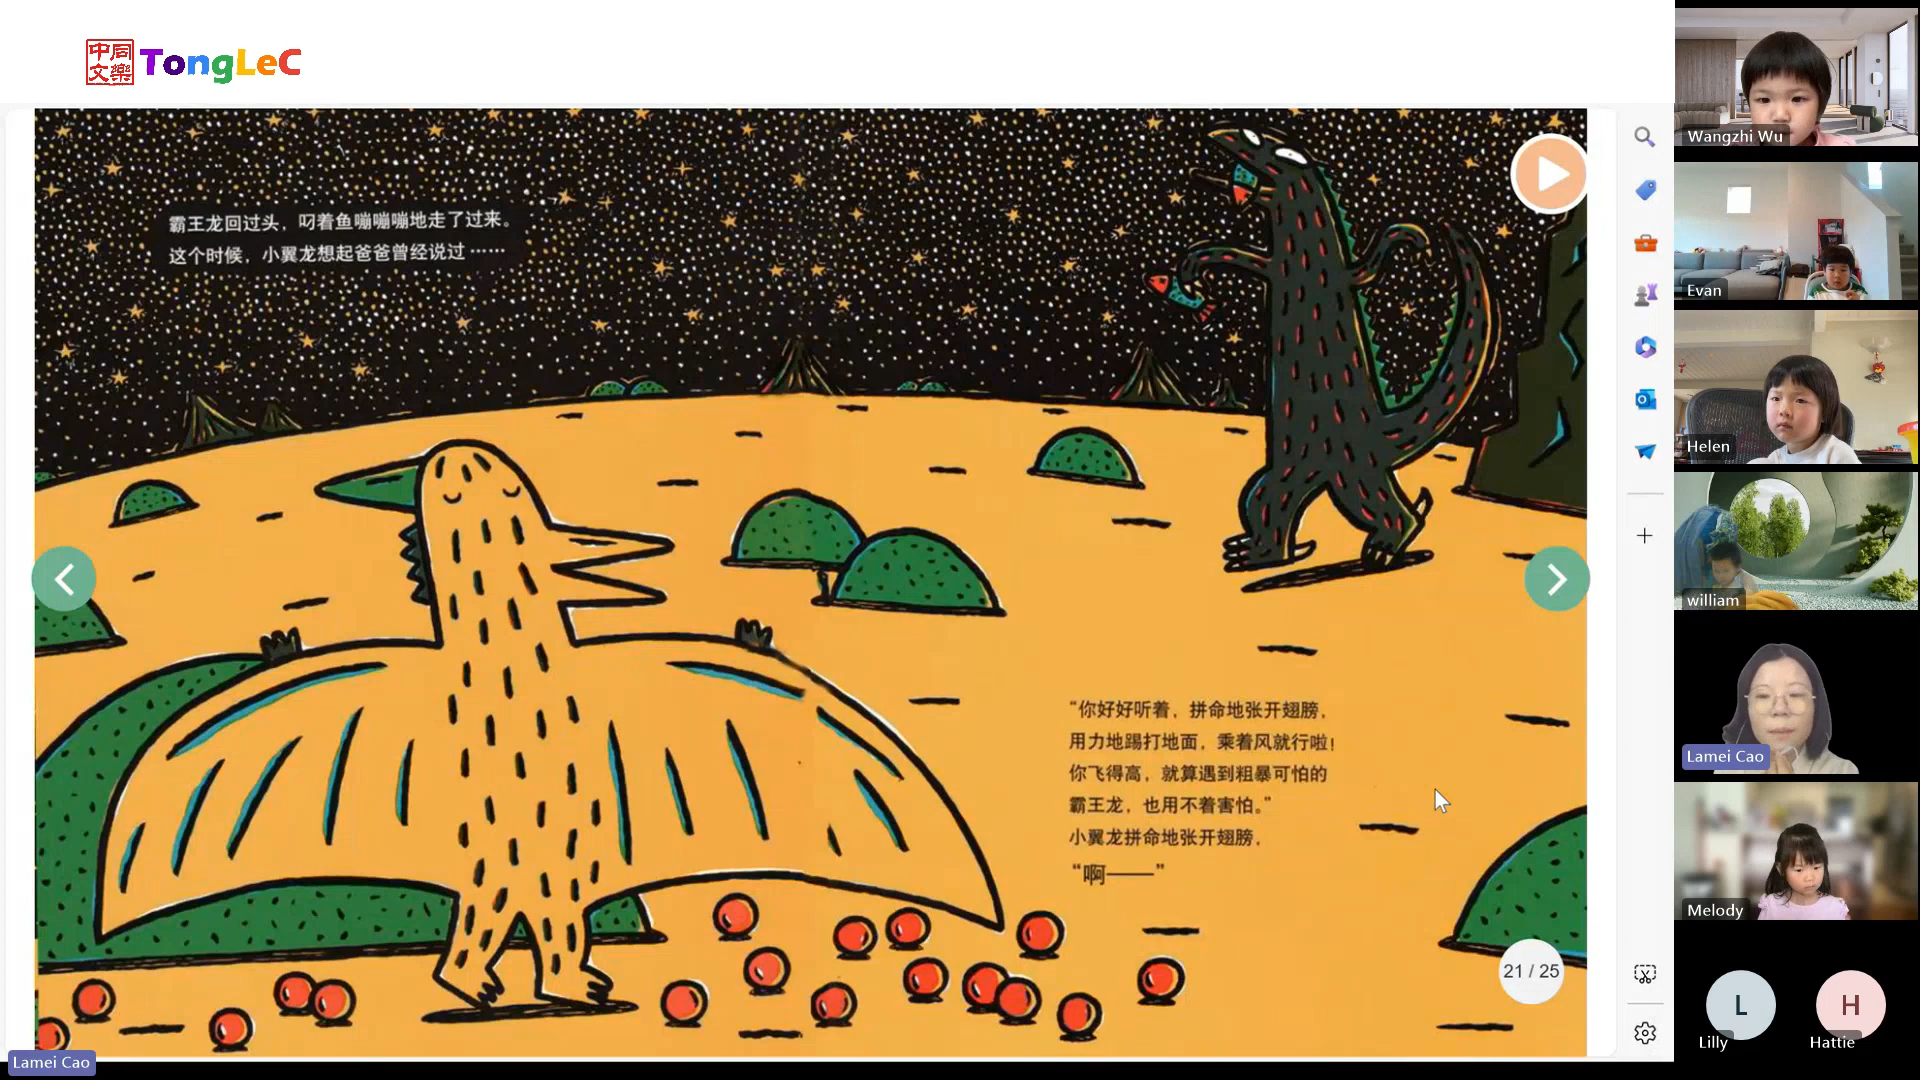 中同
文樂
TongLeC
霸王龙回过头，叼着鱼嘣嘣嘣地走了过来。
这个时候，小翼龙想起爸爸曾经说过……
“你好好听着，拼命地张开翅膀，
用力地踢打地面，乘着风就行啦！
你飞得高，就算遇到粗暴可怕的
霸王龙，也用不着害怕。”
小翼龙拼命地张开翅膀，
“啊——”
21 / 25
Lamei Cao
Wangzhi Wu
Evan
Helen
william
Lamei Cao
Melody
L
Lilly
H
Hattie